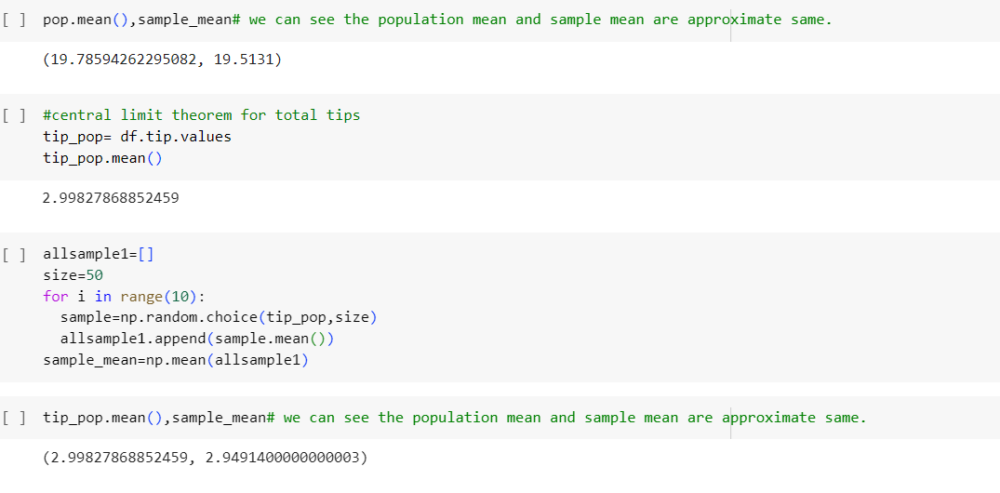 [ ] pop.mean(),sample_mean# we can see the population mean and sample mean are approximate same.
(19.78594262295082, 19.5131)
[ ] #central limit theorem for total tips
tip_pop= df.tip.values
tip_pop.mean()
2.99827868852459
[ ] allsample1=[]
size=50
for i in range(10):
  sample=np.random.choice(tip_pop,size)
  allsample1.append(sample.mean())
sample_mean=np.mean(allsample1)
[ ] tip_pop.mean(),sample_mean# we can see the population mean and sample mean are approximate same.
(2.99827868852459, 2.9491400000000003)